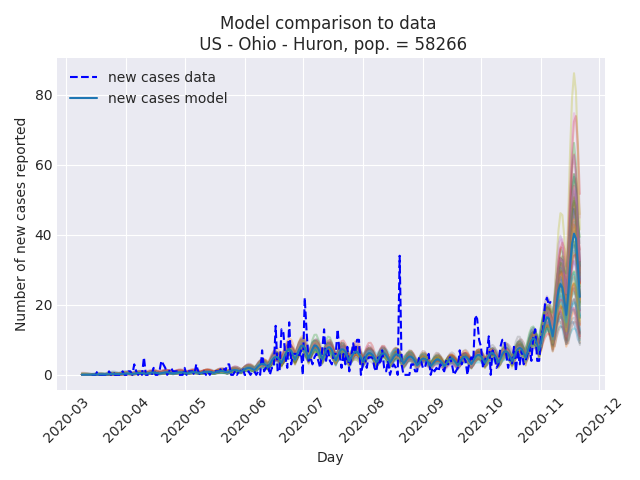 Model comparison to data
US - Ohio - Huron, pop. = 58266
new cases data
new cases model
Number of new cases reported
80
60
40
20
0
2020-03
2020-04
2020-05
2020-06
2020-07
2020-08
2020-09
2020-10
2020-11
2020-12
Day